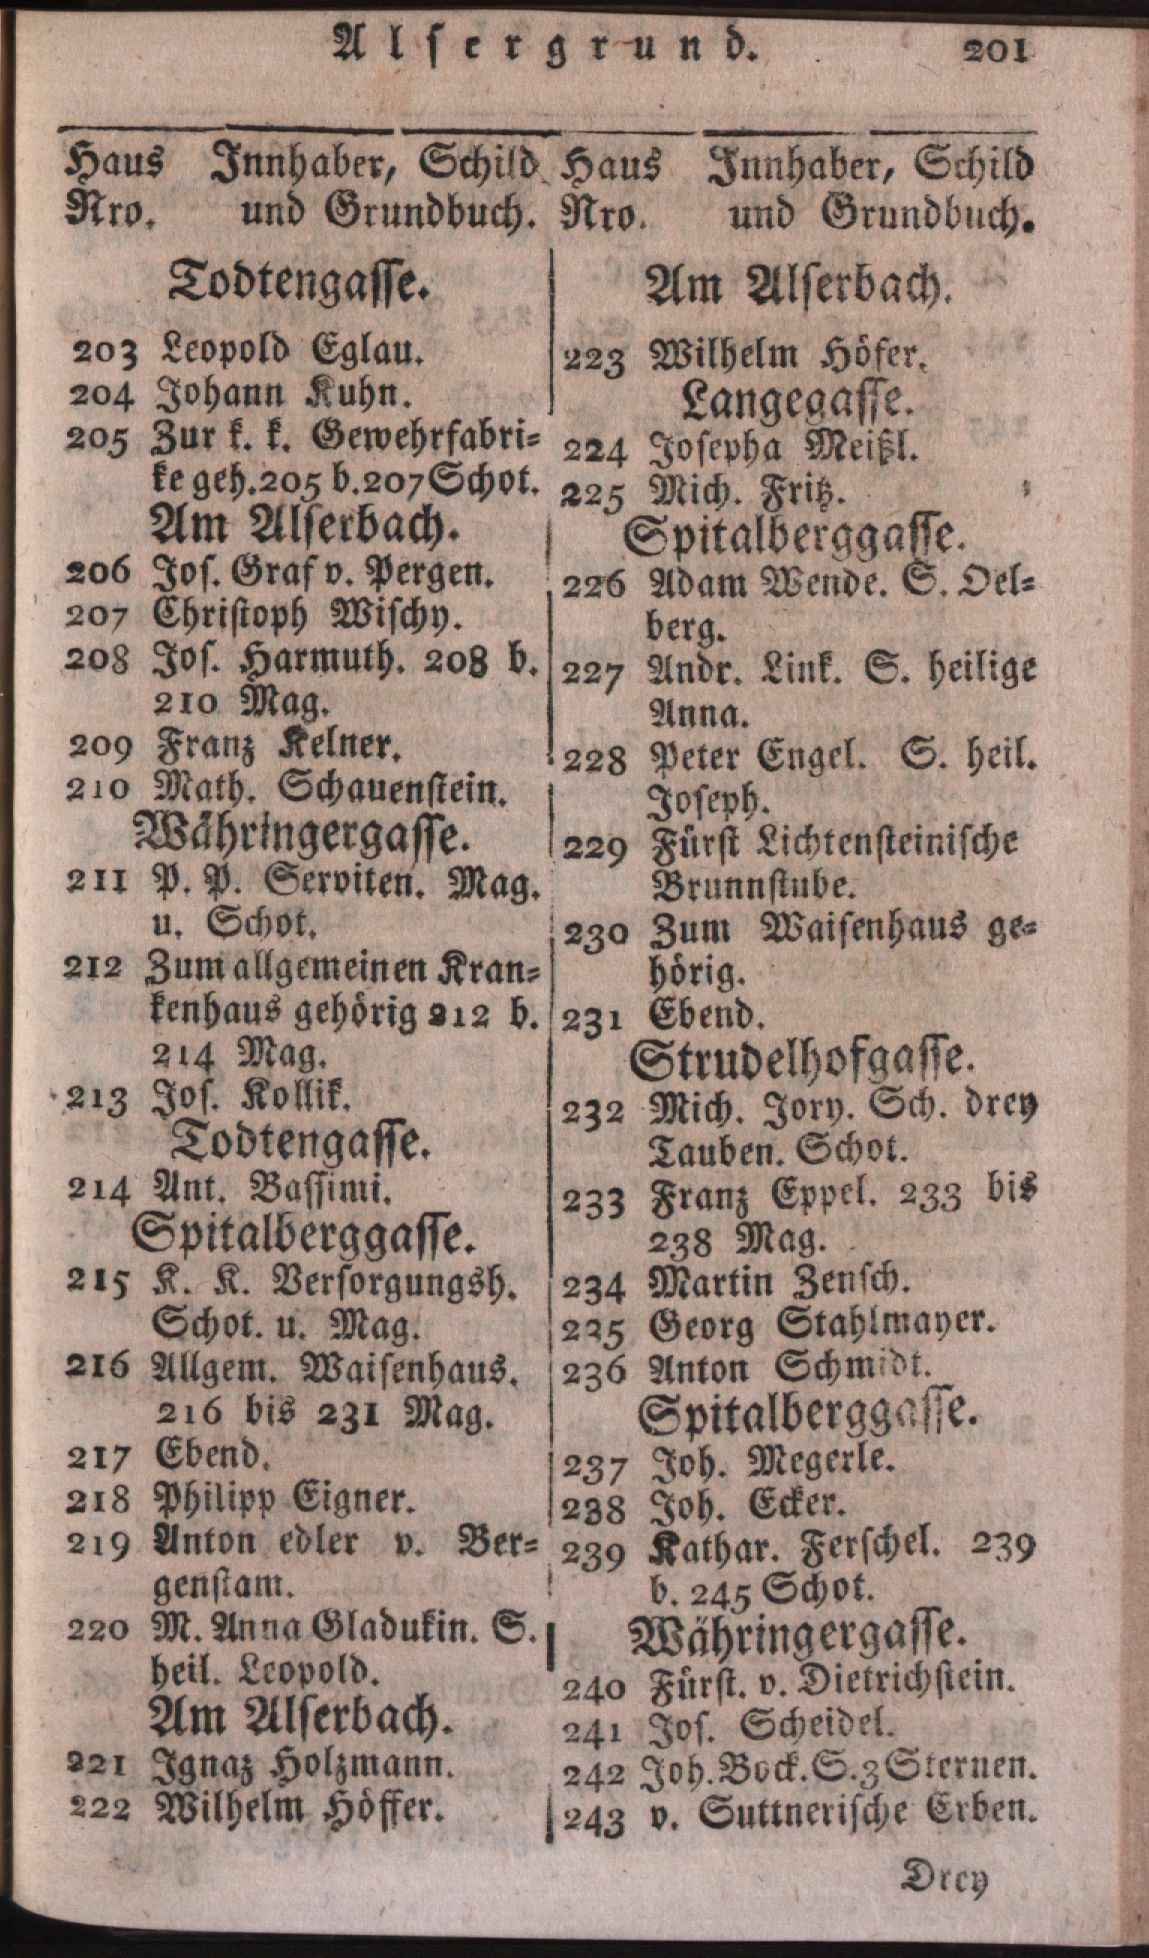 Alsergrund. 201
Haus Innhaber, Schild
Nro. und Grundbuch.
Todtengasse.
203 Leopold Eglau.
204 Johann Kuhn.
205 Zur k. k. Gewehrfabri-
ke geh. 205 b. 207 Schot.
Am Alserbach.
206 Jos. Graf v. Pergen.
207 Christoph Wischy.
208 Jos. Harmuth. 208 b.
210 Mag.
209 Franz Kelner.
210 Math. Schauenstein.
Währingergasse.
211 P. P. Serviten. Mag.
u. Schot.
212 Zum allgemeinen Kran-
kenhaus gehörig 212 b.
214 Mag.
213 Jos. Kollik.
Todtengasse.
214 Ant. Bassimi.
Spitalberggasse.
215 K. K. Versorgungsh.
Schot. u. Mag.
216 Allgem. Waisenhaus.
216 bis 231 Mag.
217 Ebend.
218 Philipp Eigner.
219 Anton edler v. Ber-
genstam.
220 M. Anna Gladukin. S.
heil. Leopold.
Am Alserbach.
221 Ignaz Holzmann.
222 Wilhelm Höffer.
Haus Innhaber, Schild
Nro. und Grundbuch.
Am Alserbach.
223 Wilhelm Höfer.
Langegasse.
224 Josepha Meißl.
225 Mich. Fritz.
Spitalberggasse.
226 Adam Wende. S. Oel-
berg.
227 Andr. Link. S. heilige
Anna.
228 Peter Engel. S. heil.
Joseph.
229 Fürst Lichtensteinische
Brunnstube.
230 Zum Waisenhaus ge-
hörig.
231 Ebend.
Strudelhofgasse.
232 Mich. Jory. Sch. drey
Tauben. Schot.
233 Franz Eppel. 233 bis
238 Mag.
234 Martin Zensch.
235 Georg Stahlmayer.
236 Anton Schmidt.
Spitalberggasse.
237 Joh. Megerle.
238 Joh. Ecker.
239 Kathar. Ferschel. 239
b. 245 Schot.
Währingergasse.
240 Fürst. v. Dietrichstein.
241 Jos. Scheidel.
242 Joh. Bock. S. 3 Sternen.
243 v. Suttnerische Erben.
Drey